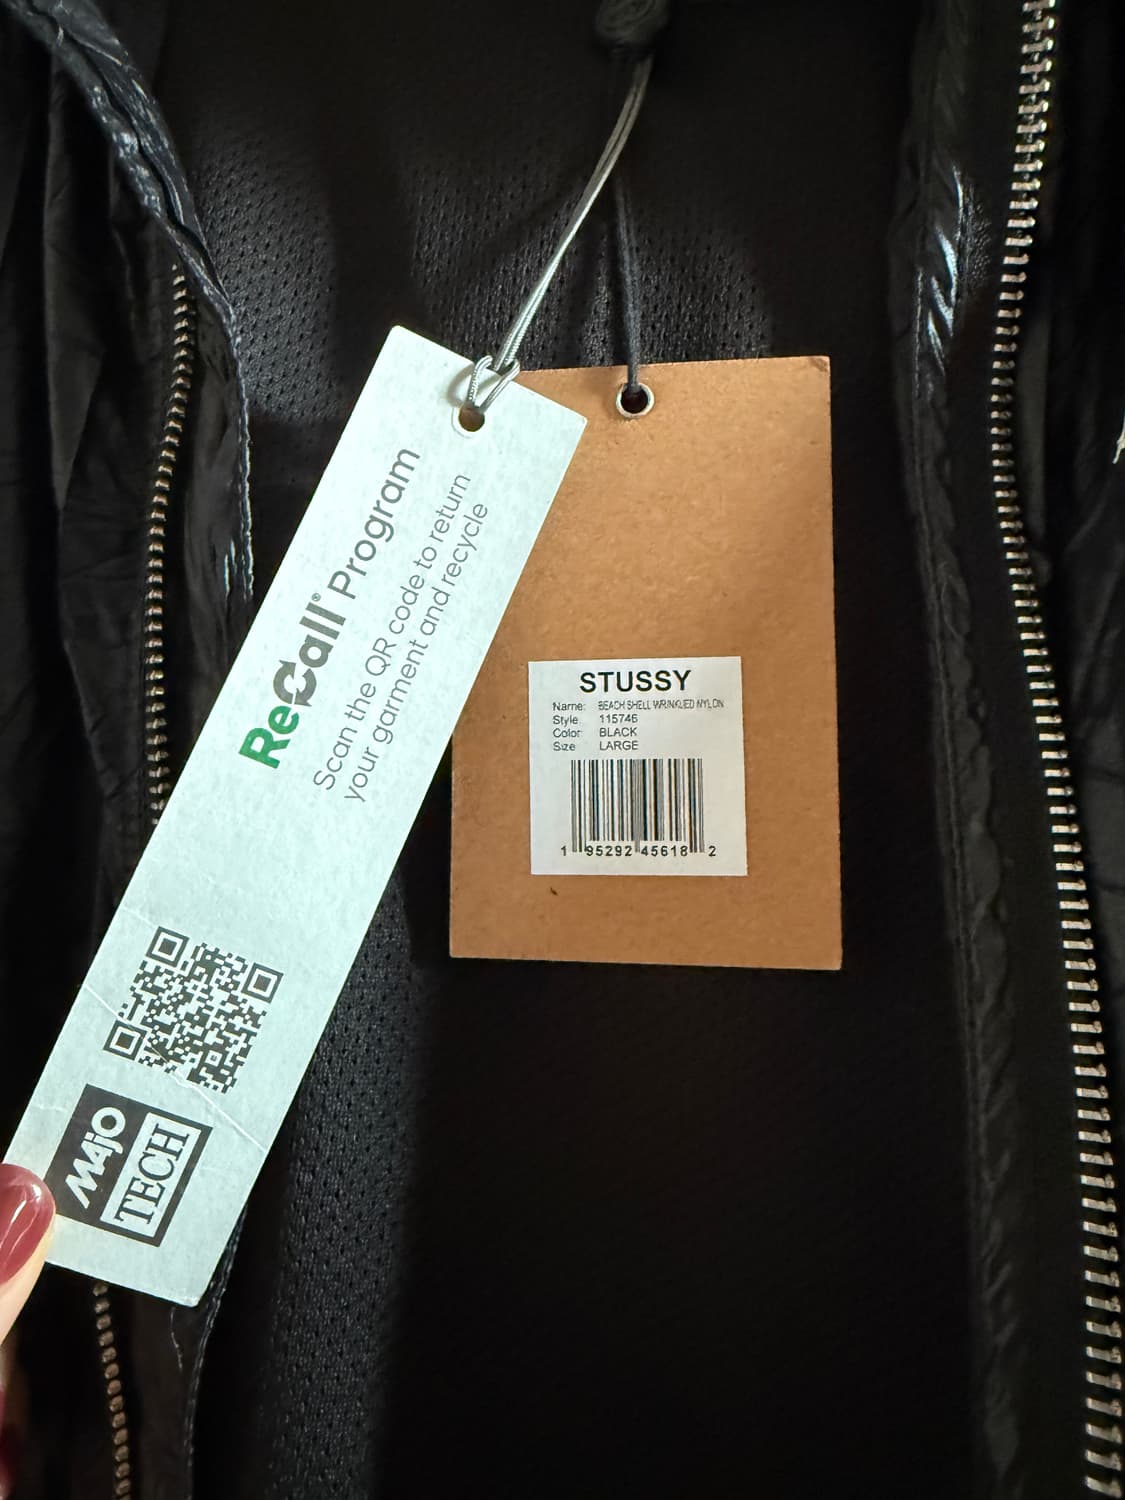 ReCall® Program
Scan the QR code to return
your garment and recycle
MAjO
TECH
STUSSY
Name: BEACH SHELL WRINKLED NYLON
Style: 115746
Color: BLACK
Size LARGE
1 95292 45618 2